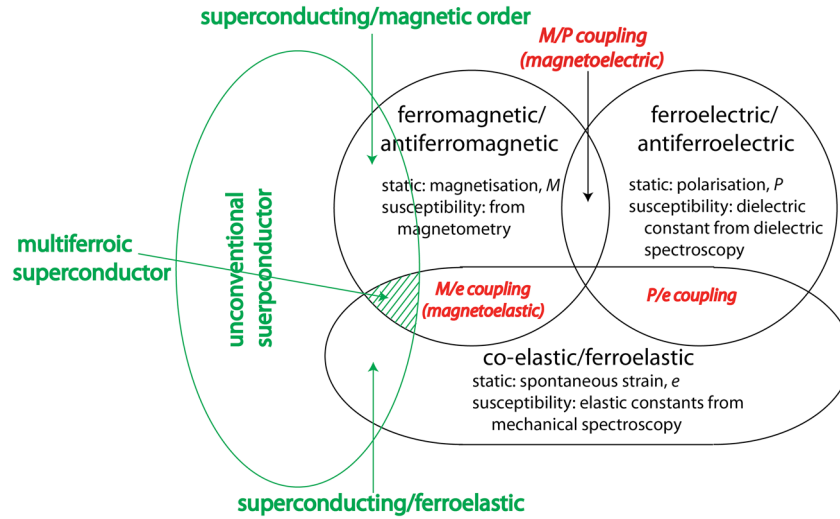 superconducting/magnetic order
M/P coupling
(magnetoelectric)
ferromagnetic/
antiferromagnetic
static: magnetisation, M
susceptibility: from
magnetometry
ferroelectric/
antiferroelectric
static: polarisation, P
susceptibility: dielectric
constant from dielectric
spectroscopy
multiferroic
superconductor
unconventional
suerpconductor
M/e coupling
(magnetoelastic)
P/e coupling
co-elastic/ferroelastic
static: spontaneous strain, e
susceptibility: elastic constants from
mechanical spectroscopy
superconducting/ferroelastic